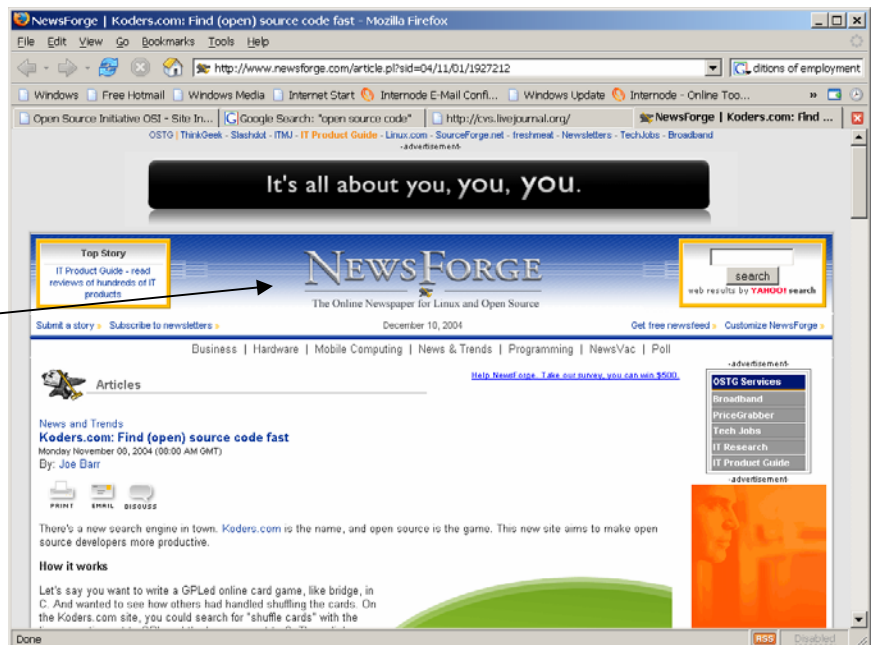 NewsForge | Koders.com: Find (open) source code fast - Mozilla Firefox
File Edit View Go Bookmarks Tools Help
http://www.newsforge.com/article.pl?sid=04/11/01/1927212
ditions of employment
Windows Free Hotmail Windows Media Internet Start Internode E-Mail Confi... Windows Update Internode - Online Too... »
Open Source Initiative OSI - Site In... Google Search: "open source code" http://cvs.livejournal.org/ NewsForge | Koders.com: Find ...
OSTG | ThinkGeek - Slashdot - ITMJ - IT Product Guide - Linux.com - SourceForge.net - freshmeat - Newsletters - TechJobs - Broadband
-advertisement-
It's all about you, you, you.
Top Story
IT Product Guide - read
reviews of hundreds of IT
products
NEWSFORGE
The Online Newspaper for Linux and Open Source
search
web results by YAHOO! search
Submit a story » Subscribe to newsletters »
December 10, 2004
Get free newsfeed » Customize NewsForge »
Business | Hardware | Mobile Computing | News & Trends | Programming | NewsVac | Poll
Articles
Help NewsForge. Take our survey, you can win $500.
-advertisement-
OSTG Services
Broadband
PriceGrabber
Tech Jobs
IT Research
IT Product Guide
-advertisement-
News and Trends
Koders.com: Find (open) source code fast
Monday November 08, 2004 (08:00 AM GMT)
By: Joe Barr
PRINT EMAIL DISCUSS
There's a new search engine in town. Koders.com is the name, and open source is the game. This new site aims to make open
source developers more productive.
How it works
Let's say you want to write a GPLed online card game, like bridge, in
C. And wanted to see how others had handled shuffling the cards. On
the Koders.com site, you could search for "shuffle cards" with the
Done
RSS Disabled